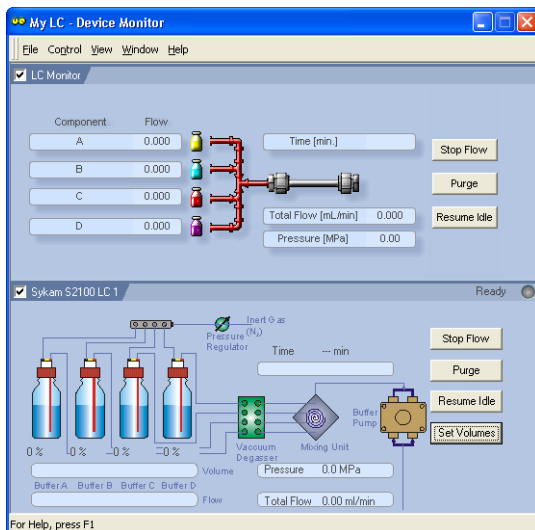 My LC - Device Monitor
File Control View Window Help
LC Monitor
Component Flow
A 0.000
B 0.000
C 0.000
D 0.000
Time [min.]
Total Flow [mL/min] 0.000
Pressure [MPa] 0.00
Stop Flow
Purge
Resume Idle
Sykam S2100 LC 1
Ready
Inert Gas
(N₂)
Pressure
Regulator
Time --- min
Stop Flow
Purge
Resume Idle
Set Volumes
Buffer
Pump
Vacuum
Degasser
Mixing Unit
0 % 0 % 0 % 0 %
Volume
Buffer A Buffer B Buffer C Buffer D
Flow
Pressure 0.0 MPa
Total Flow 0.00 ml/min
For Help, press F1